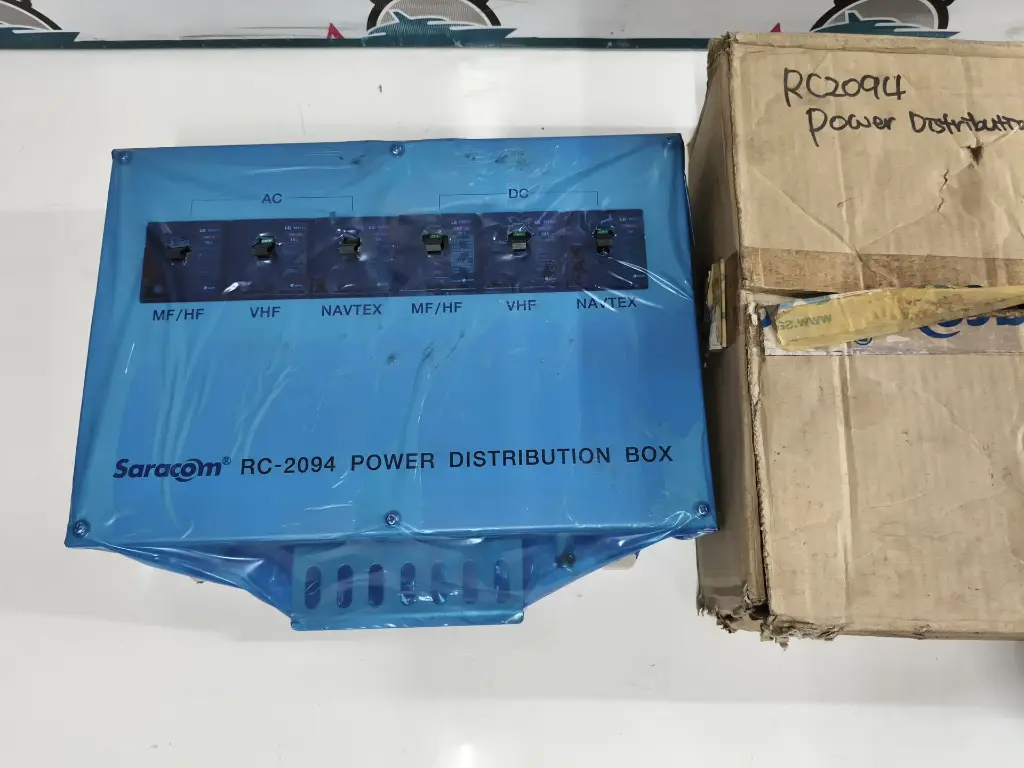 RC2094
Power Distributi
AC
DC
MF/HF VHF NAVTEX MF/HF VHF NAVTEX
Saracom® RC-2094 POWER DISTRIBUTION BOX